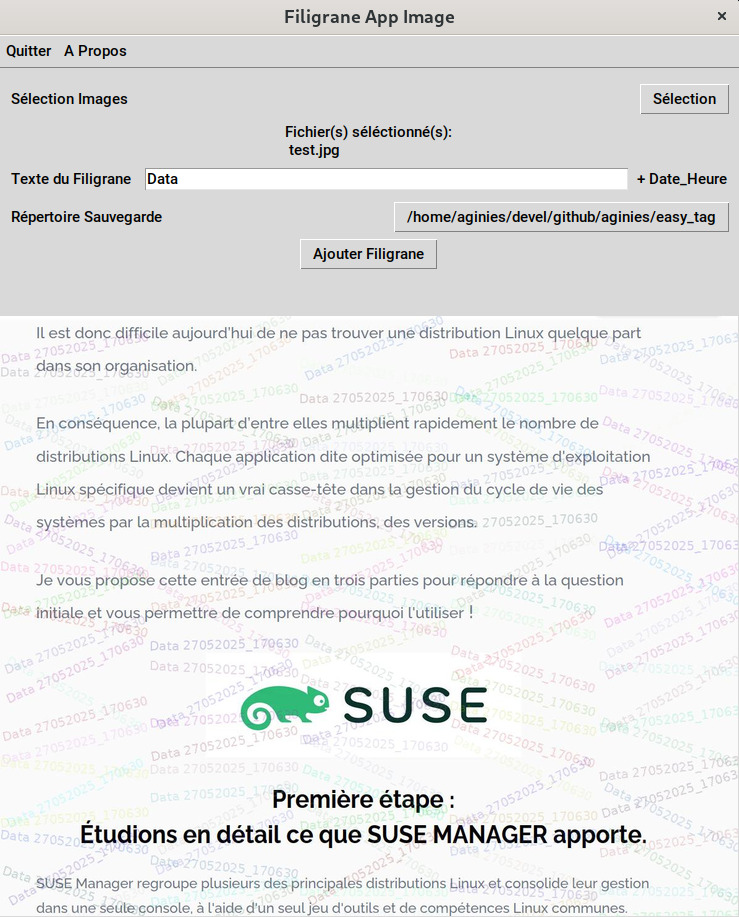 Filigrane App Image
×
Quitter A Propos
Sélection Images Sélection
Fichier(s) séléctionné(s):
test.jpg
Texte du Filigrane Data + Date_Heure
Répertoire Sauvegarde /home/aginies/devel/github/aginies/easy_tag
Ajouter Filigrane
Il est donc difficile aujourd'hui de ne pas trouver une distribution Linux quelque part
dans son organisation.
Data 27052025_170630
En conséquence, la plupart d'entre elles multiplient rapidement le nombre de
distributions Linux. Chaque application dite optimisée pour un système d'exploitation
Linux spécifique devient un vrai casse-tête dans la gestion du cycle de vie des
systèmes par la multiplication des distributions, des versions.
Je vous propose cette entrée de blog en trois parties pour répondre à la question
initiale et vous permettre de comprendre pourquoi l'utiliser !
SUSE
Première étape :
Étudions en détail ce que SUSE MANAGER apporte.
SUSE Manager regroupe plusieurs des principales distributions Linux et consolide leur gestion
dans une seule console, à l'aide d'un seul jeu d'outils et de compétences Linux communes.